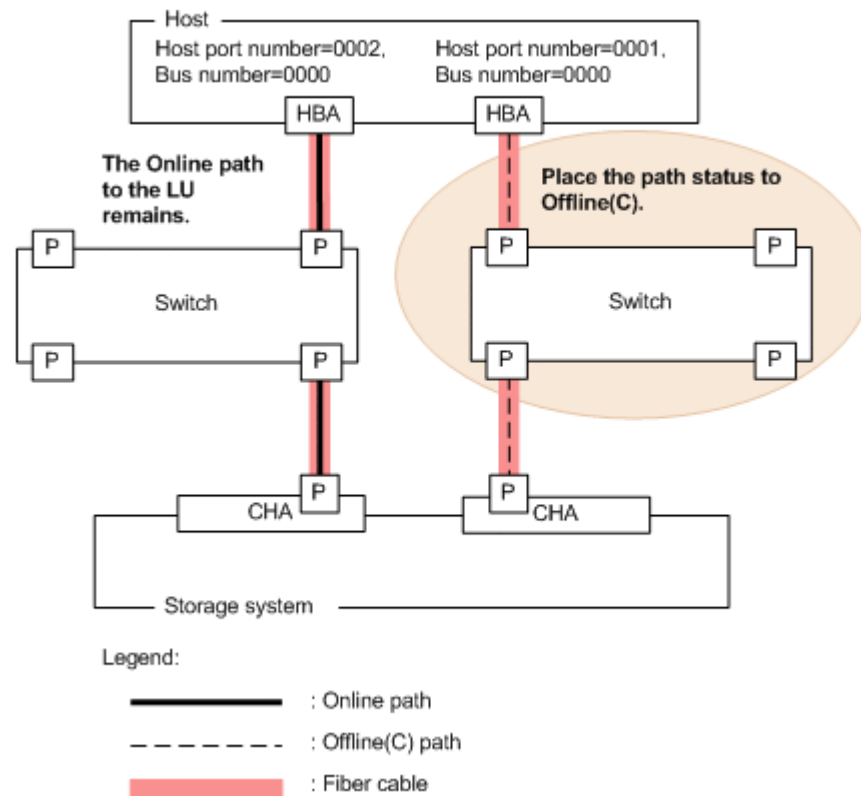 Host
Host port number=0002,
Bus number=0000
Host port number=0001,
Bus number=0000
HBA
HBA
The Online path
to the LU
remains.
Place the path status to
Offline(C).
P
P
P
P
Switch
Switch
P
P
P
P
P
P
CHA
CHA
Storage system
Legend:
: Online path
: Offline(C) path
: Fiber cable